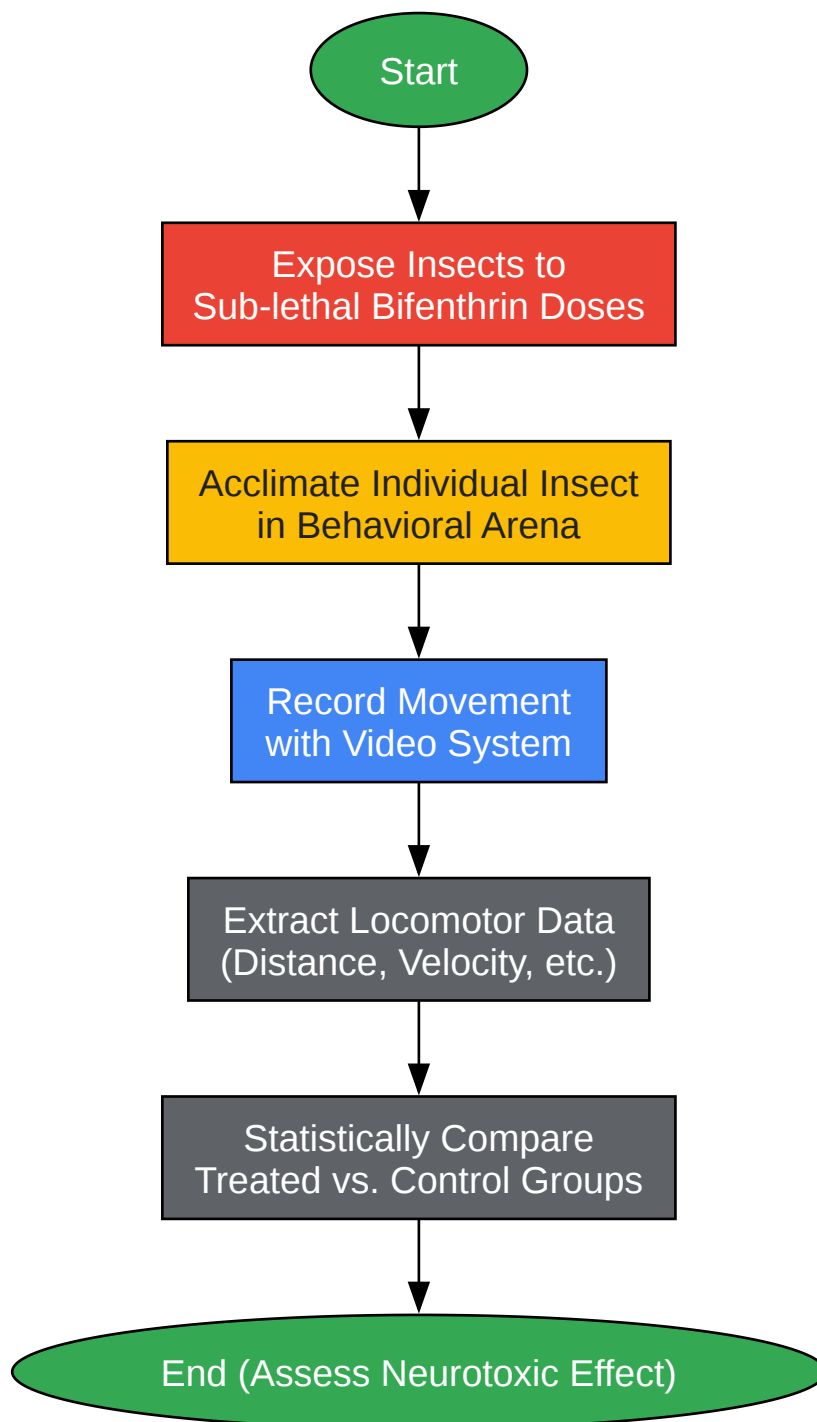 Start
Expose Insects to
Sub-lethal Bifenthrin Doses
Acclimate Individual Insect
in Behavioral Arena
Record Movement
with Video System
Extract Locomotor Data
(Distance, Velocity, etc.)
Statistically Compare
Treated vs. Control Groups
End (Assess Neurotoxic Effect)